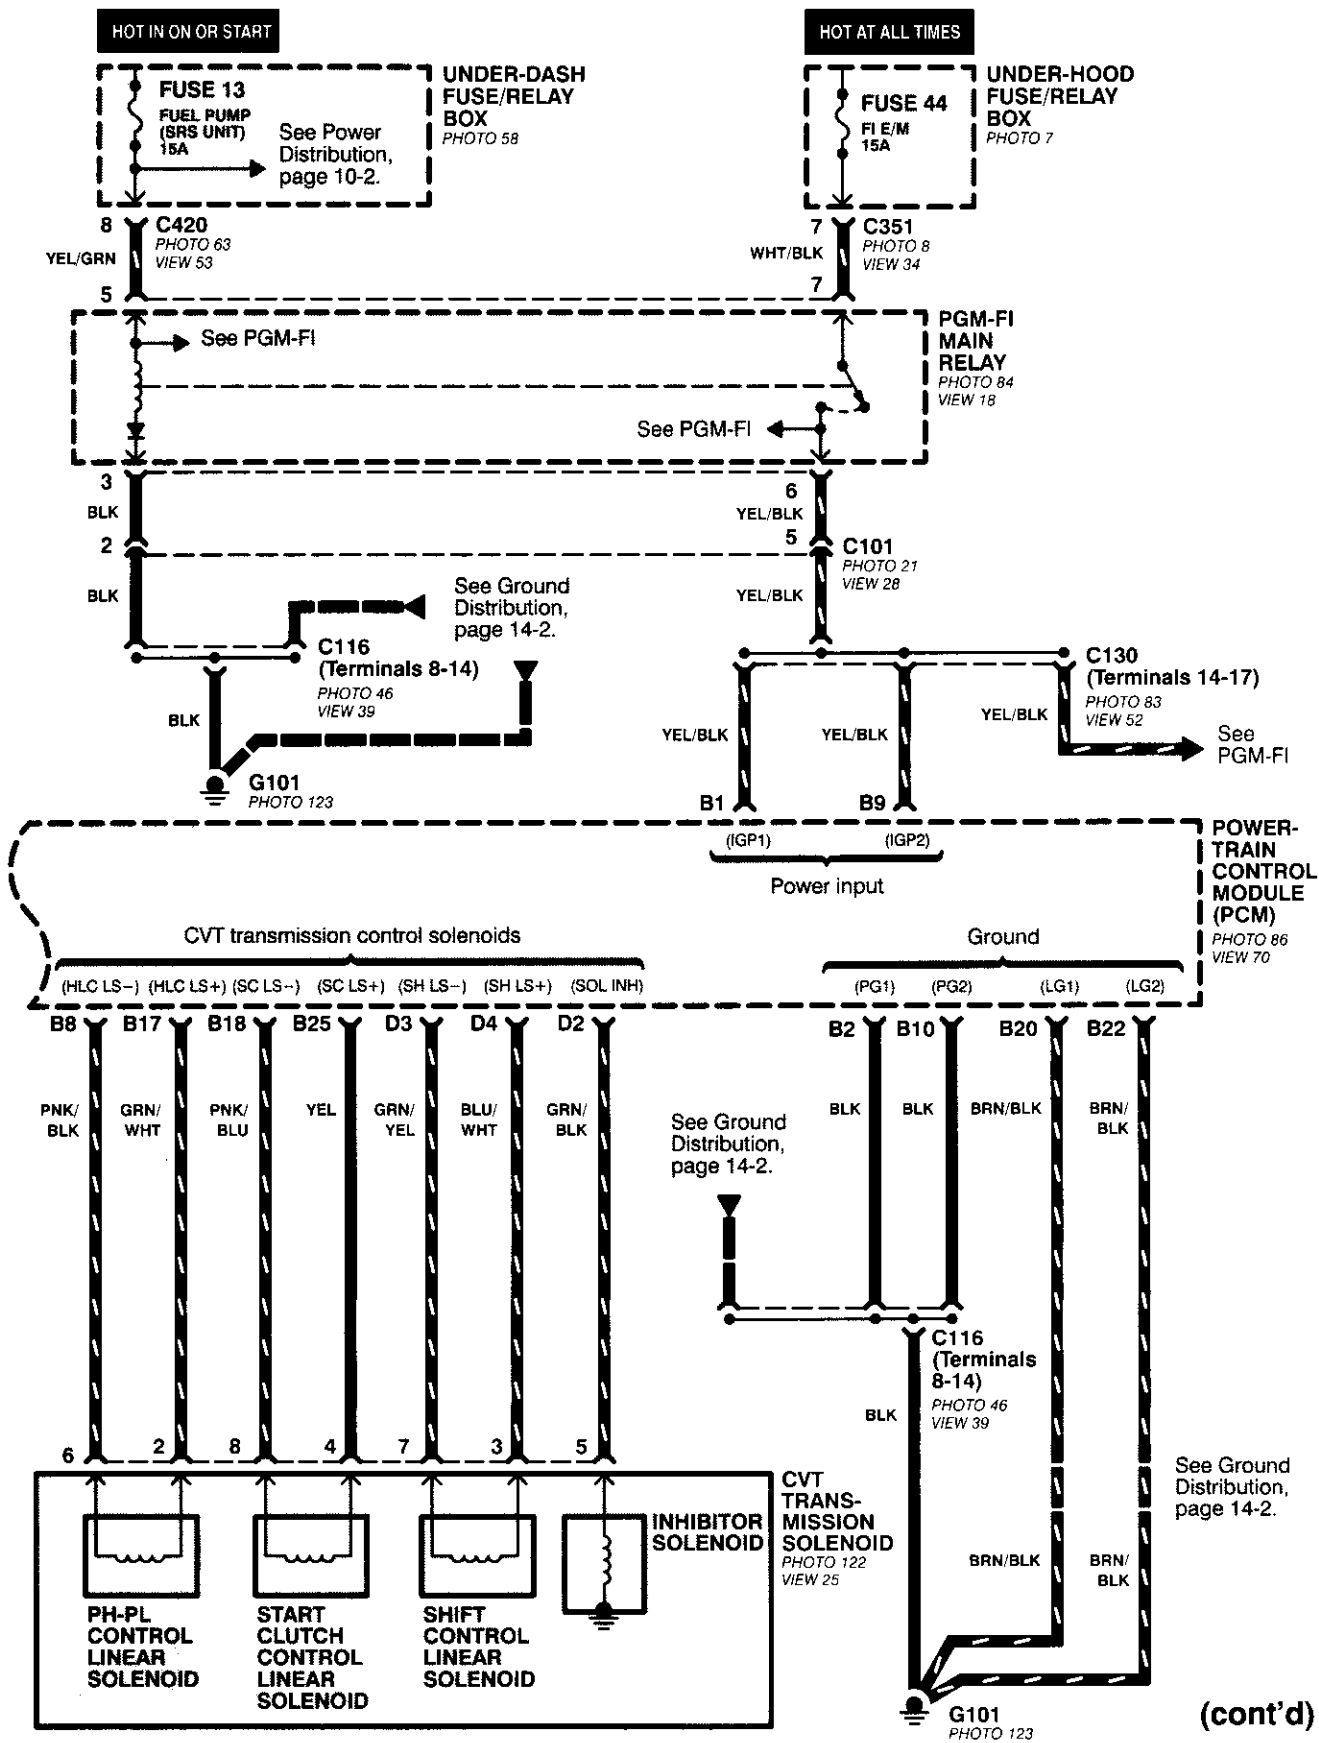 HOT IN ON OR START
HOT AT ALL TIMES
FUSE 13
FUEL PUMP
(SRS UNIT)
15A
See Power
Distribution,
page 10-2.
UNDER-DASH
FUSE/RELAY
BOX
PHOTO 58
FUSE 44
FI E/M
15A
UNDER-HOOD
FUSE/RELAY
BOX
PHOTO 7
8
C420
PHOTO 63
VIEW 53
YEL/GRN
5
7
C351
PHOTO 8
VIEW 34
WHT/BLK
7
See PGM-FI
See PGM-FI
PGM-FI
MAIN
RELAY
PHOTO 84
VIEW 18
3
BLK
2
BLK
6
YEL/BLK
5
C101
PHOTO 21
VIEW 28
YEL/BLK
See Ground
Distribution,
page 14-2.
C116
(Terminals 8-14)
PHOTO 46
VIEW 39
BLK
G101
PHOTO 123
C130
(Terminals 14-17)
PHOTO 83
VIEW 52
YEL/BLK
YEL/BLK
YEL/BLK
See
PGM-FI
B1
B9
(IGP1)
(IGP2)
Power input
POWER-
TRAIN
CONTROL
MODULE
(PCM)
PHOTO 86
VIEW 70
CVT transmission control solenoids
Ground
(HLC LS−)
(HLC LS+)
(SC LS−)
(SC LS+)
(SH LS−)
(SH LS+)
(SOL INH)
(PG1)
(PG2)
(LG1)
(LG2)
B8
B17
B18
B25
D3
D4
D2
B2
B10
B20
B22
PNK/
BLK
GRN/
WHT
PNK/
BLU
YEL
GRN/
YEL
BLU/
WHT
GRN/
BLK
BLK
BLK
BRN/BLK
BRN/
BLK
See Ground
Distribution,
page 14-2.
C116
(Terminals
8-14)
PHOTO 46
VIEW 39
BLK
6
2
8
4
7
3
5
CVT
TRANS-
MISSION
SOLENOID
PHOTO 122
VIEW 25
See Ground
Distribution,
page 14-2.
INHIBITOR
SOLENOID
BRN/BLK
BRN/
BLK
PH-PL
CONTROL
LINEAR
SOLENOID
START
CLUTCH
CONTROL
LINEAR
SOLENOID
SHIFT
CONTROL
LINEAR
SOLENOID
G101
PHOTO 123
(cont'd)